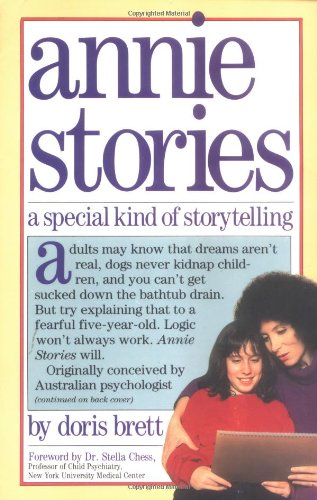 annie
stories
a special kind of storytelling
adults may know that dreams aren't
real, dogs never kidnap child-
ren, and you can't get
sucked down the bathtub drain.
But try explaining that to a
fearful five-year-old. Logic
won't always work. Annie
Stories will.
Originally conceived by
Australian psychologist
(continued on back cover)
by doris brett
Foreword by Dr. Stella Chess,
Professor of Child Psychiatry,
New York University Medical Center